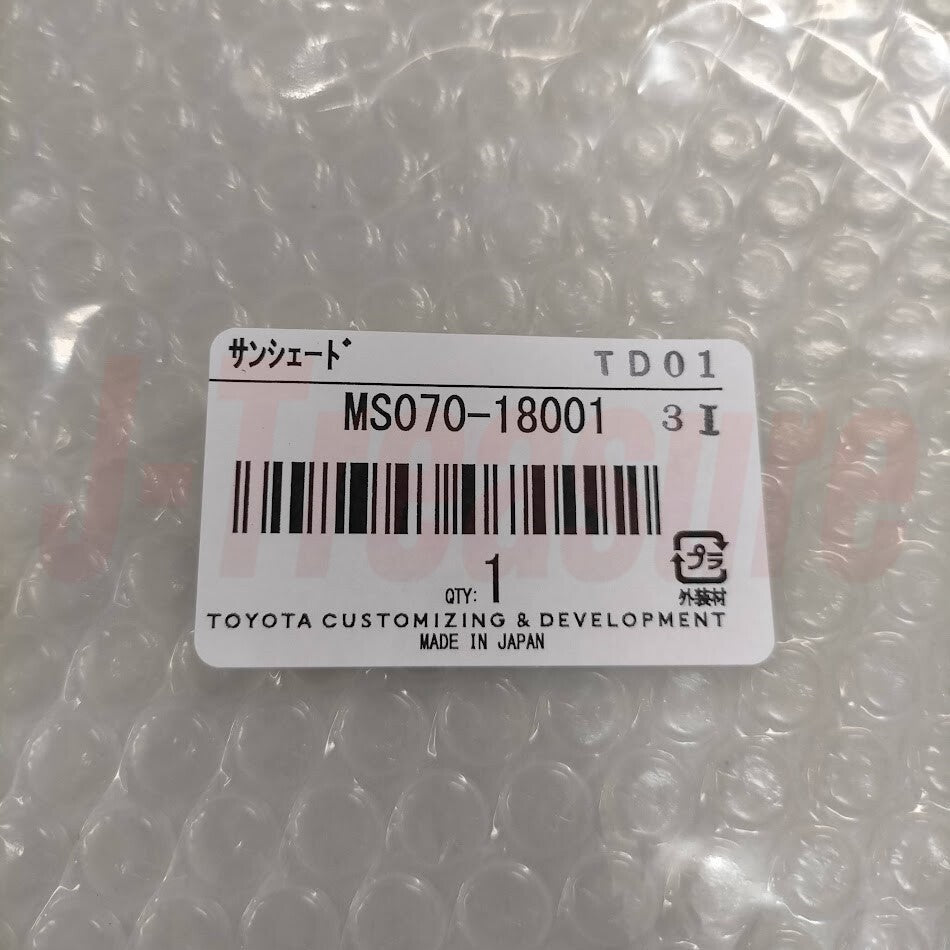 サンシェード TD01
MS070-18001 3I
QTY: 1
プラ
外装材
TOYOTA CUSTOMIZING & DEVELOPMENT
MADE IN JAPAN
J-Treasure